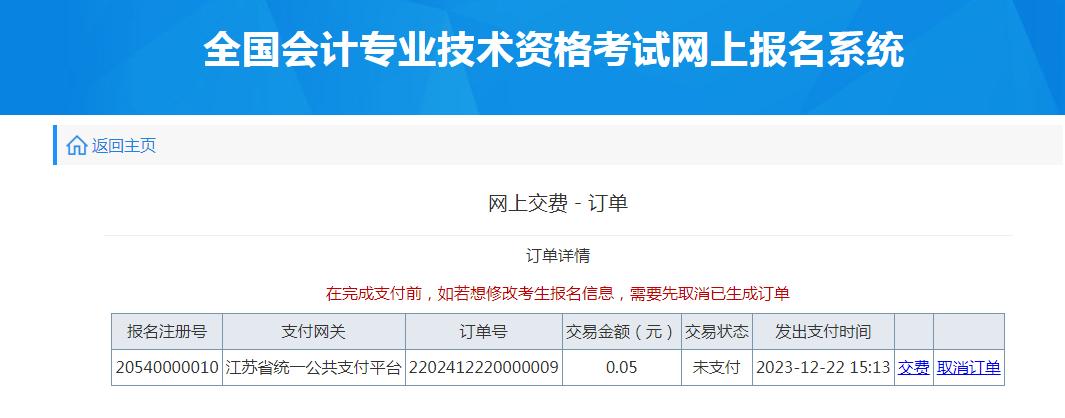 全国会计专业技术资格考试网上报名系统
返回主页
网上交费 - 订单
订单详情
在完成支付前，如若想修改考生报名信息，需要先取消已生成订单
报名注册号 支付网关 订单号 交易金额（元） 交易状态 发出支付时间
20540000010 江苏省统一公共支付平台 2202412220000009 0.05 未支付 2023-12-22 15:13 交费 取消订单